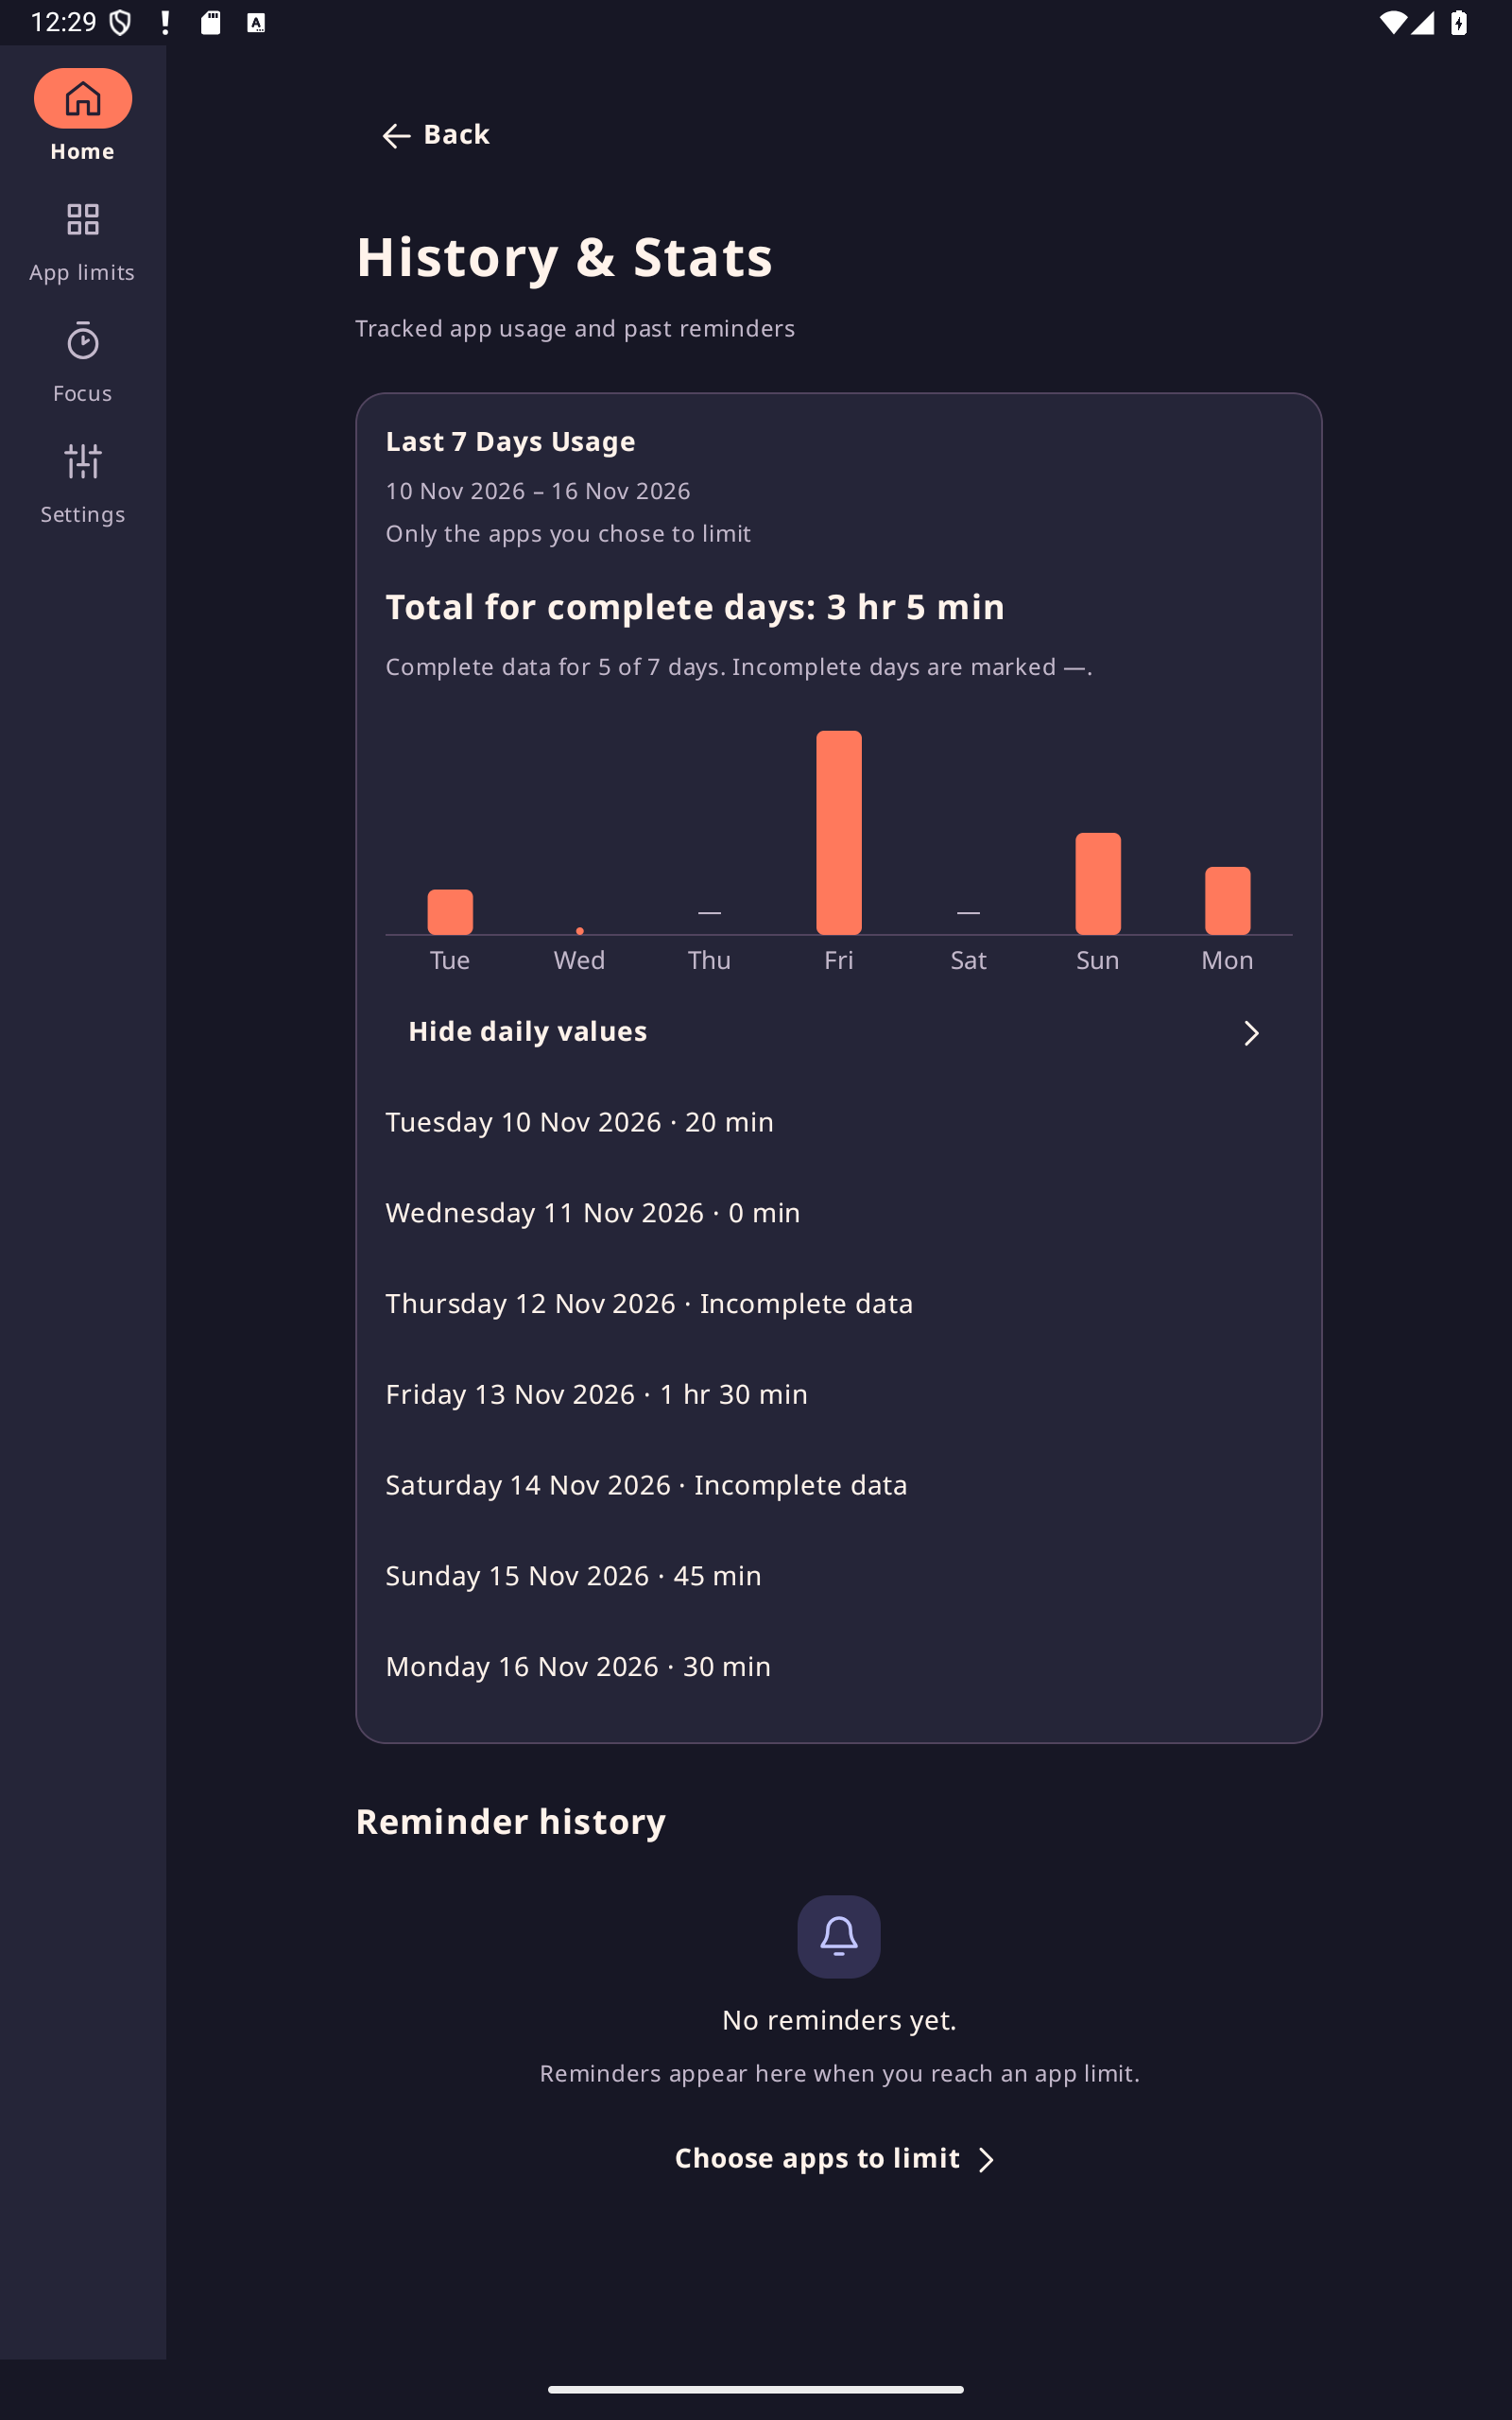 12:29
Home
App limits
Focus
Settings
Back
History & Stats
Tracked app usage and past reminders
Last 7 Days Usage
10 Nov 2026 – 16 Nov 2026
Only the apps you chose to limit
Total for complete days: 3 hr 5 min
Complete data for 5 of 7 days. Incomplete days are marked —.
— —
Tue Wed Thu Fri Sat Sun Mon
Hide daily values
Tuesday 10 Nov 2026 · 20 min
Wednesday 11 Nov 2026 · 0 min
Thursday 12 Nov 2026 · Incomplete data
Friday 13 Nov 2026 · 1 hr 30 min
Saturday 14 Nov 2026 · Incomplete data
Sunday 15 Nov 2026 · 45 min
Monday 16 Nov 2026 · 30 min
Reminder history
No reminders yet.
Reminders appear here when you reach an app limit.
Choose apps to limit